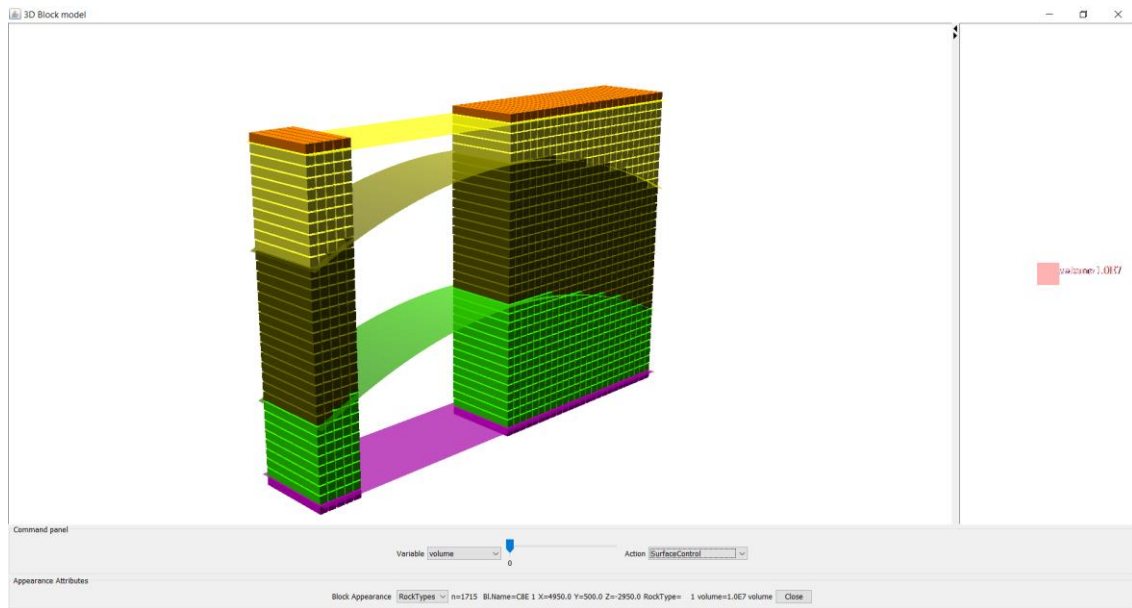 3D Block model
volume=1.0E7
Command panel
Variable volume 0 Action SurfaceControl
Appearance Attributes
Block Appearance RockTypes n=1715 Bl.Name=CBE 1 X=4950.0 Y=500.0 Z=-2950.0 RockType= 1 volume=1.0E7 volume Close